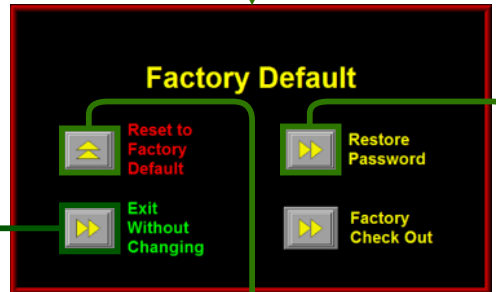 Factory Default
Reset to
Factory
Default
Restore
Password
Exit
Without
Changing
Factory
Check Out